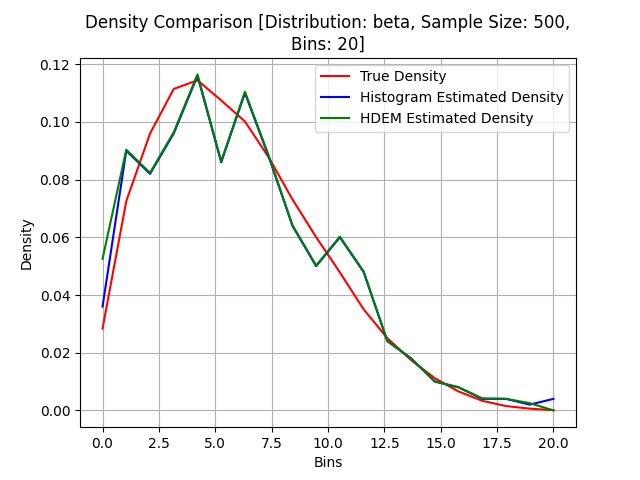 Density Comparison [Distribution: beta, Sample Size: 500,
Bins: 20]
True Density
Histogram Estimated Density
HDEM Estimated Density
Density
0.12
0.10
0.08
0.06
0.04
0.02
0.00
0.0 2.5 5.0 7.5 10.0 12.5 15.0 17.5 20.0
Bins